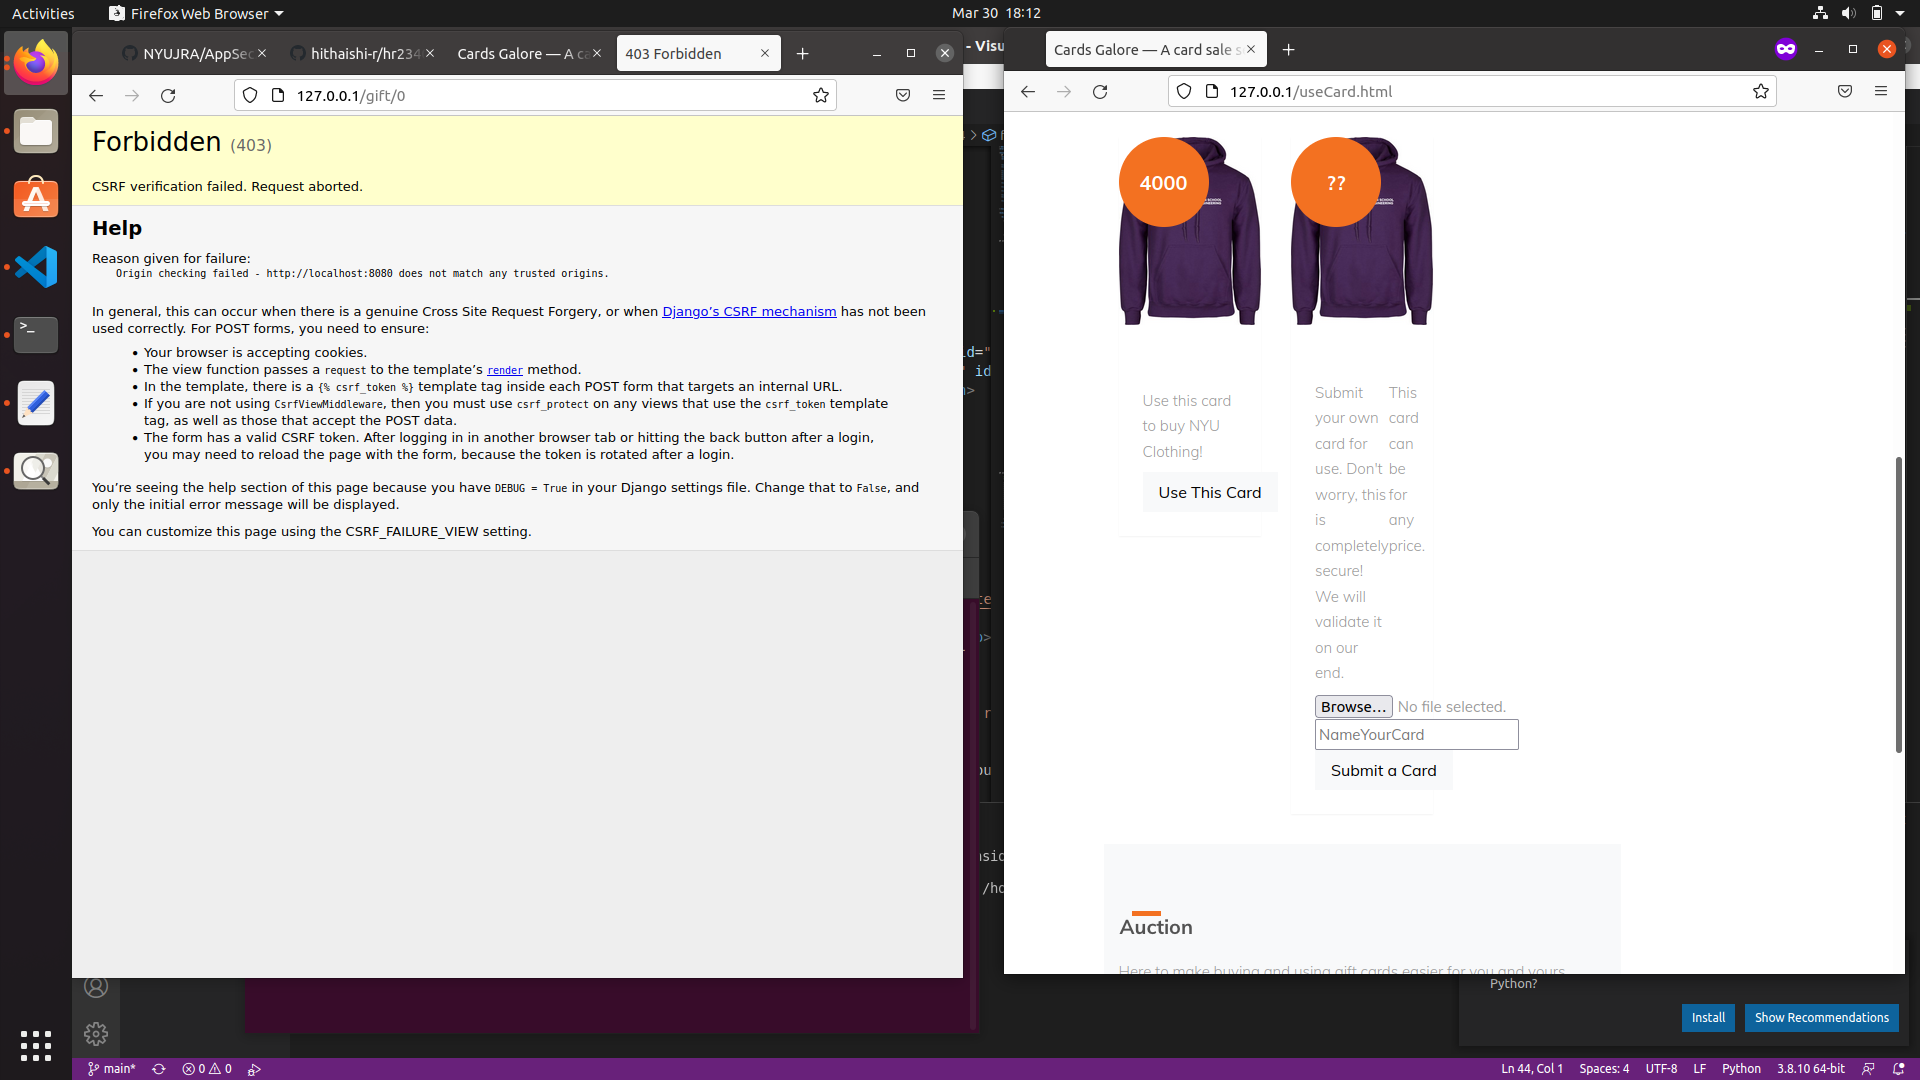 Activities
Firefox Web Browser
Mar 30 18:12
NYUJRA/AppSec
hithaishi-r/hr234
Cards Galore — A ca
403 Forbidden
127.0.0.1/gift/0
Forbidden (403)
CSRF verification failed. Request aborted.
Help
Reason given for failure:
Origin checking failed - http://localhost:8080 does not match any trusted origins.
In general, this can occur when there is a genuine Cross Site Request Forgery, or when Django’s CSRF mechanism has not been
used correctly. For POST forms, you need to ensure:
• Your browser is accepting cookies.
• The view function passes a request to the template’s render method.
• In the template, there is a {% csrf_token %} template tag inside each POST form that targets an internal URL.
• If you are not using CsrfViewMiddleware, then you must use csrf_protect on any views that use the csrf_token template
tag, as well as those that accept the POST data.
• The form has a valid CSRF token. After logging in in another browser tab or hitting the back button after a login,
you may need to reload the page with the form, because the token is rotated after a login.
You’re seeing the help section of this page because you have DEBUG = True in your Django settings file. Change that to False, and
only the initial error message will be displayed.
You can customize this page using the CSRF_FAILURE_VIEW setting.
- Visu
Cards Galore — A card sale s
127.0.0.1/useCard.html
4000
Use this card
to buy NYU
Clothing!
Use This Card
??
Submit
your own
card for
use. Don't
worry, this
is
completely
secure!
We will
validate it
on our
end.
This
card
can
be
for
any
price.
Browse... No file selected.
NameYourCard
Submit a Card
Auction
Here to make buying and using gift cards easier for you and yours
Python?
Install
Show Recommendations
main*
0
0
Ln 44, Col 1
Spaces: 4
UTF-8
LF
Python
3.8.10 64-bit